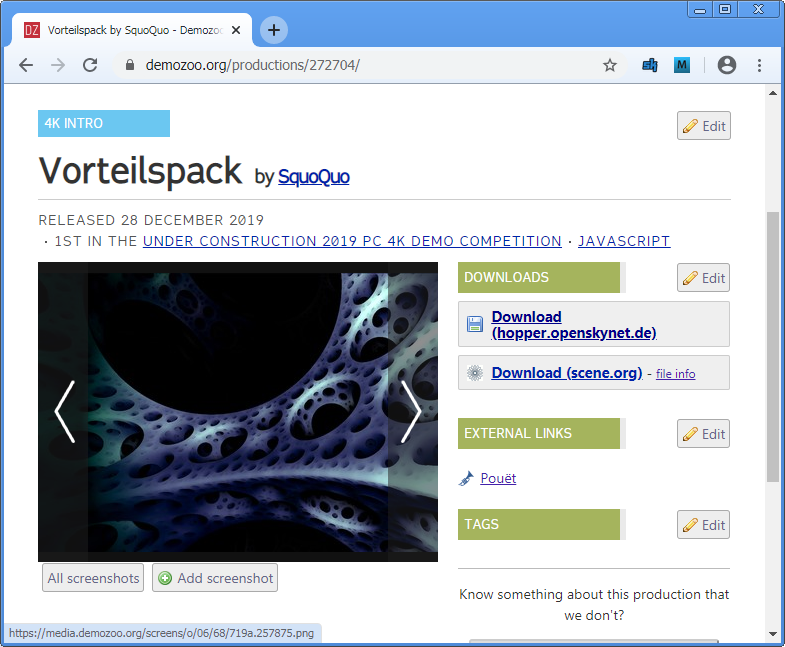 DZ Vorteilspack by SquoQuo - Demozo
demozoo.org/productions/272704/
M
4K INTRO
Edit
Vorteilspack by SquoQuo
RELEASED 28 DECEMBER 2019
· 1ST IN THE UNDER CONSTRUCTION 2019 PC 4K DEMO COMPETITION · JAVASCRIPT
DOWNLOADS
Edit
Download
(hopper.openskynet.de)
Download (scene.org) - file info
EXTERNAL LINKS
Edit
Pouët
TAGS
Edit
All screenshots
Add screenshot
Know something about this production that
we don't?
https://media.demozoo.org/screens/o/06/68/719a.257875.png